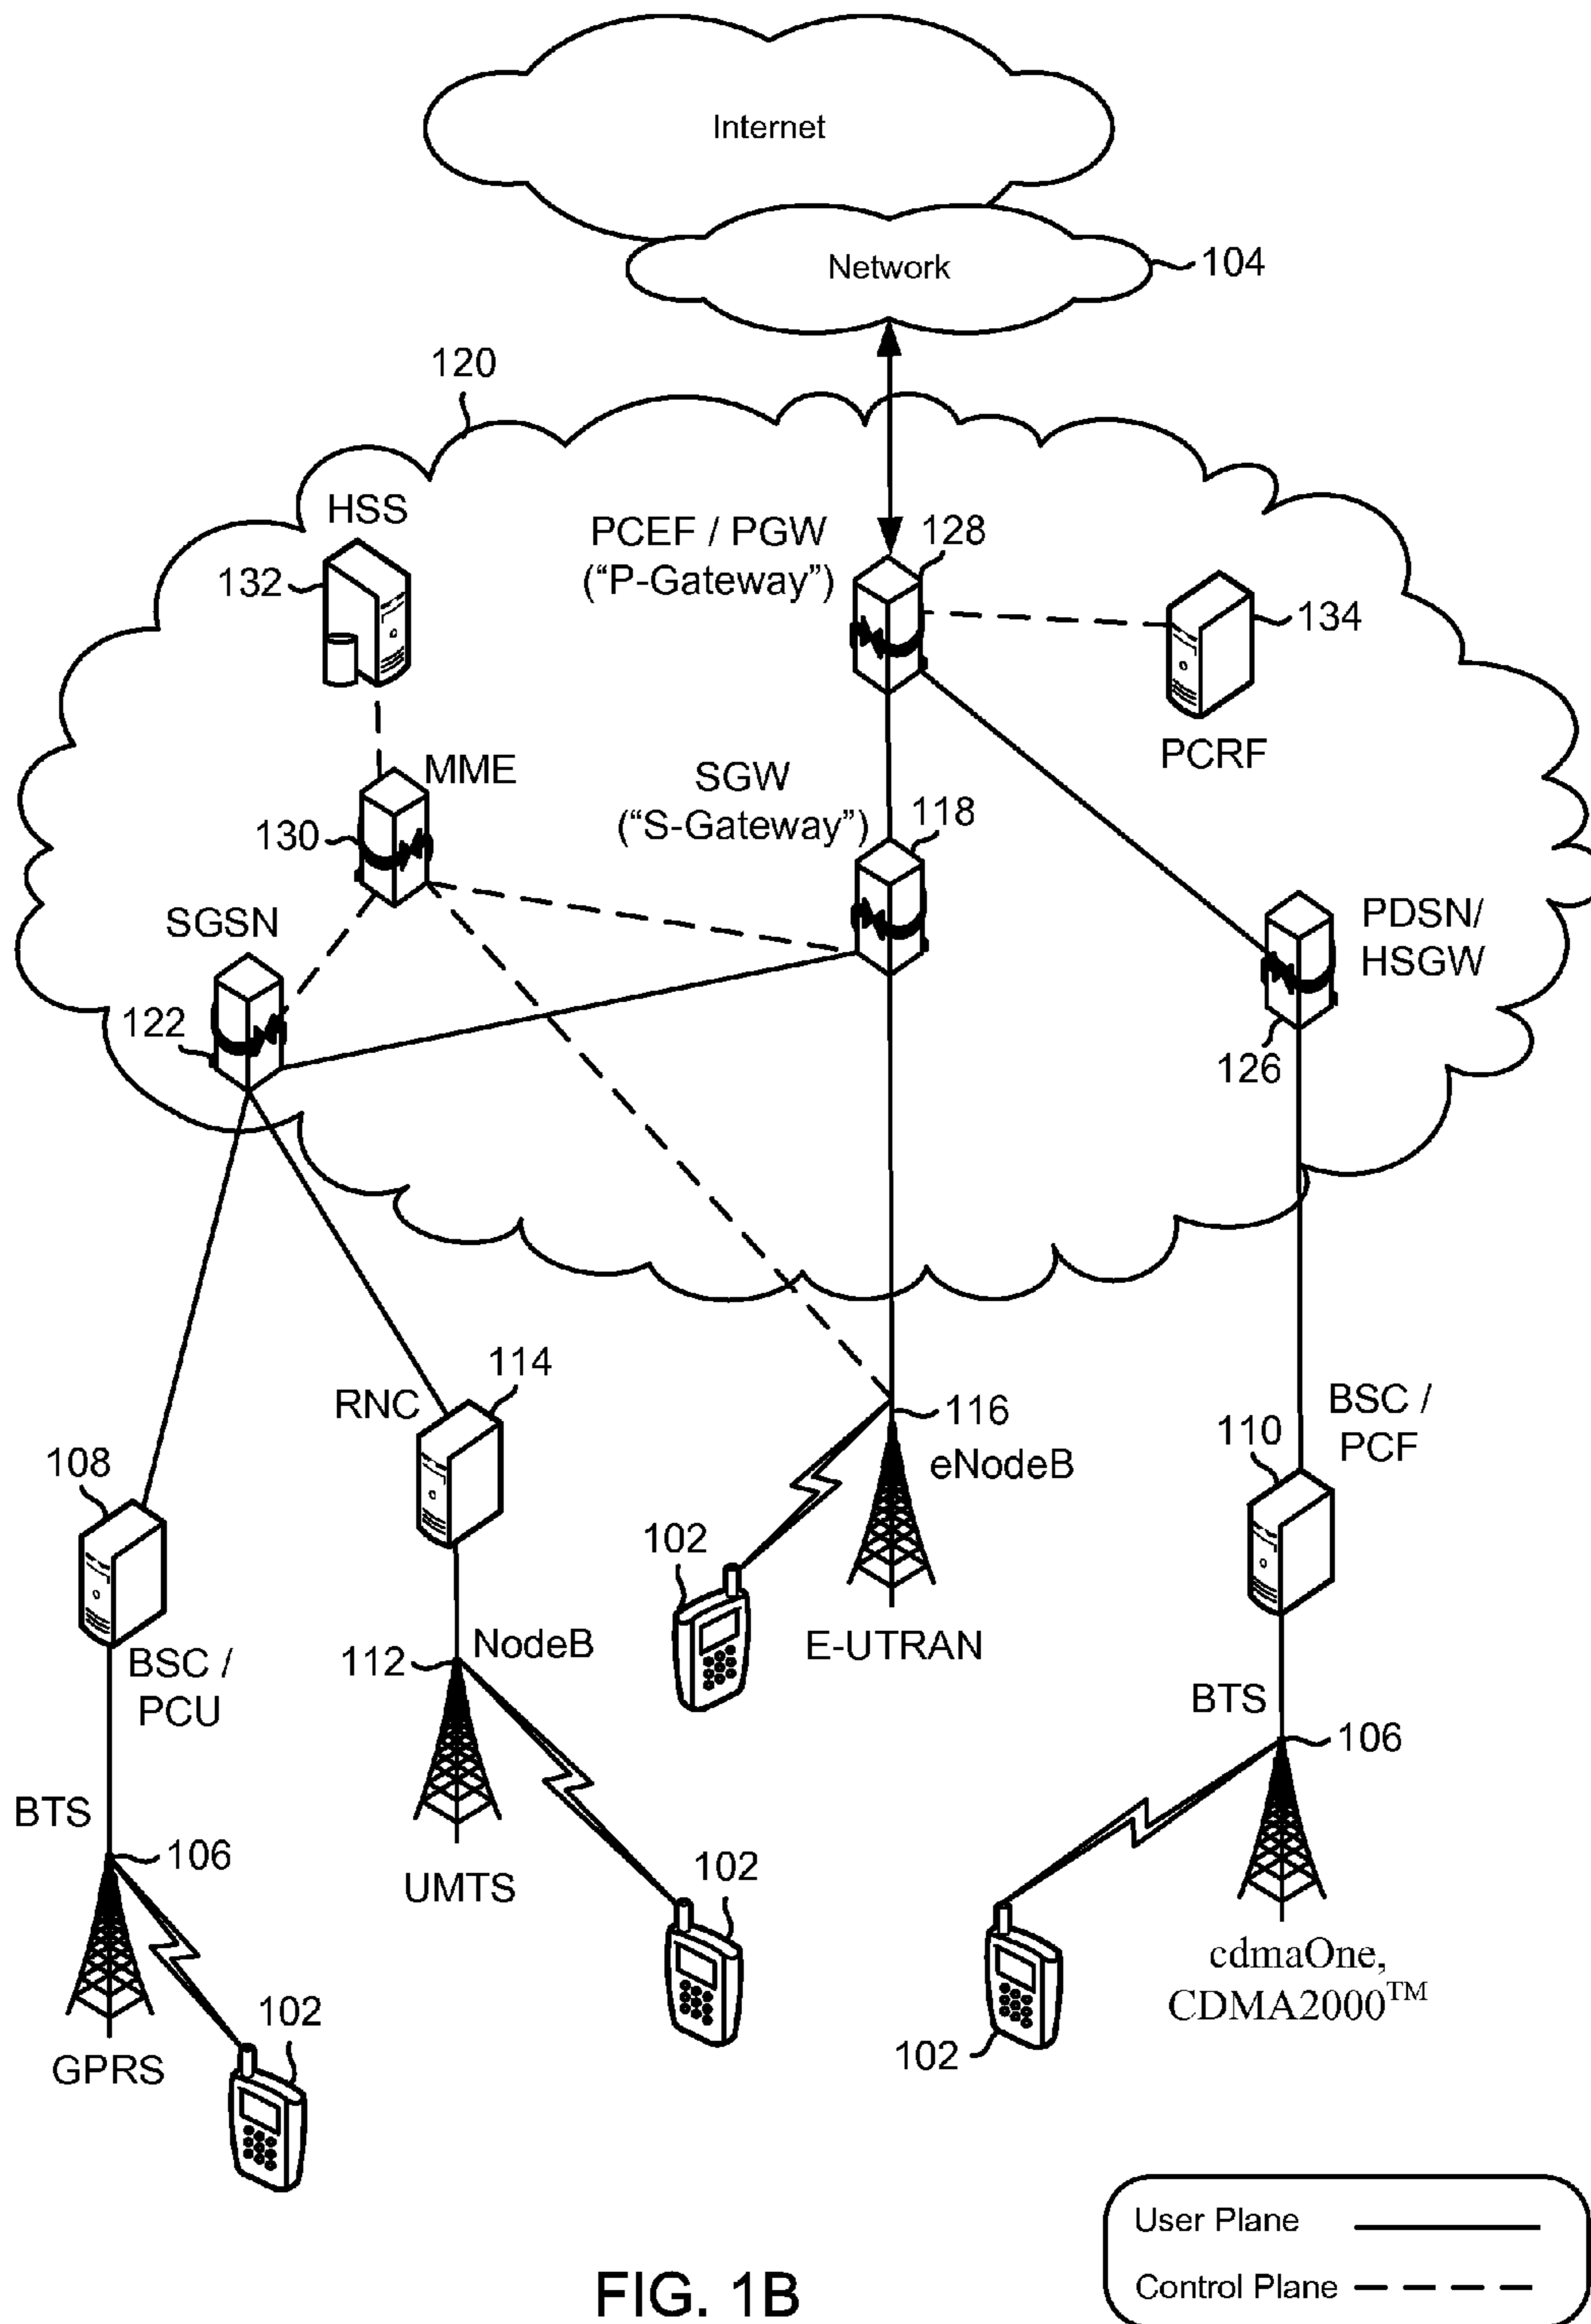 Internet
Network
104
120
HSS
132
PCEF / PGW
(“P-Gateway”)
128
134
PCRF
MME
130
SGW
(“S-Gateway”)
118
SGSN
122
PDSN/
HSGW
126
114
RNC
116
eNodeB
BSC /
PCF
110
108
102
E-UTRAN
BSC /
PCU
NodeB
112
BTS
106
BTS
106
UMTS
102
cdmaOne,
CDMA2000™
102
102
GPRS
User Plane
Control Plane
FIG. 1B